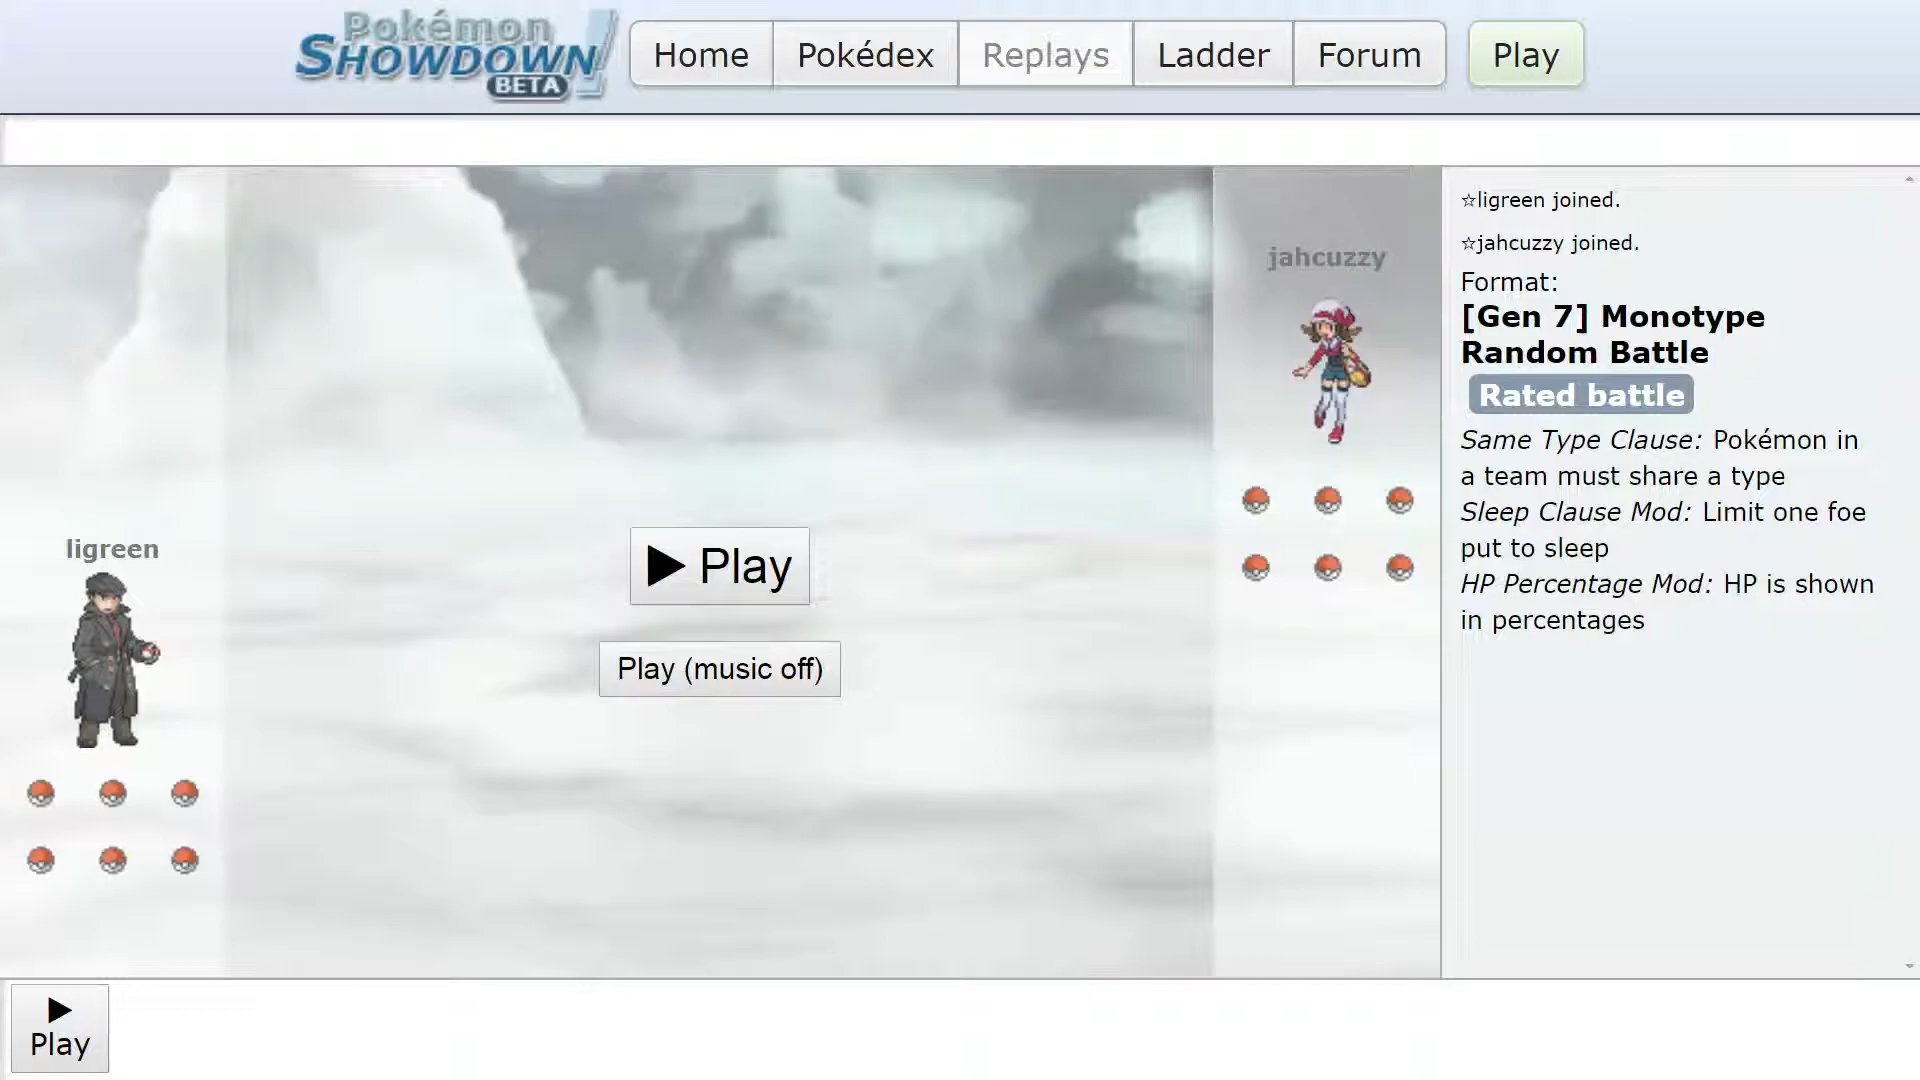 Pokémon
SHOWDOWN!
BETA
Home
Pokédex
Replays
Ladder
Forum
Play
jahcuzzy
ligreen
▶ Play
Play (music off)
☆ligreen joined.
☆jahcuzzy joined.
Format:
[Gen 7] Monotype
Random Battle
Rated battle
Same Type Clause: Pokémon in
a team must share a type
Sleep Clause Mod: Limit one foe
put to sleep
HP Percentage Mod: HP is shown
in percentages
▶
Play